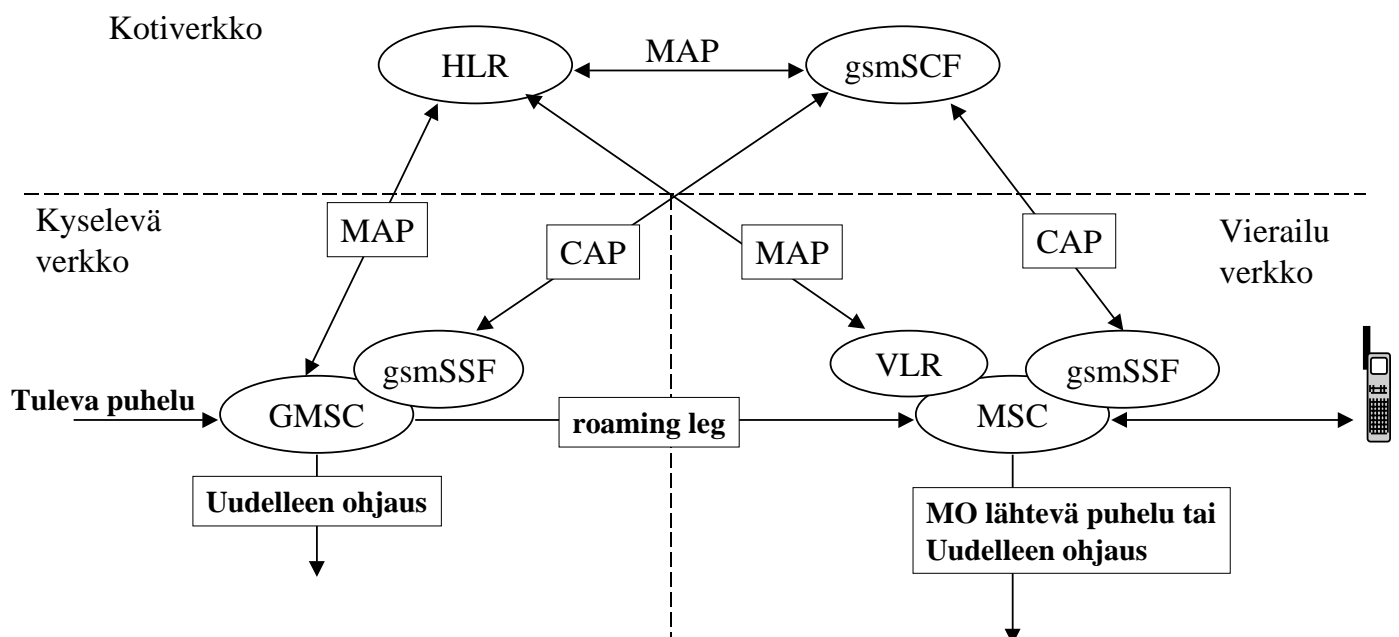 Kotiverkko
HLR
MAP
gsmSCF
Kyselevä
verkko
MAP
CAP
MAP
CAP
Vierailu
verkko
gsmSSF
VLR
gsmSSF
Tuleva puhelu
GMSC
roaming leg
MSC
Uudelleen ohjaus
MO lähtevä puhelu tai
Uudelleen ohjaus